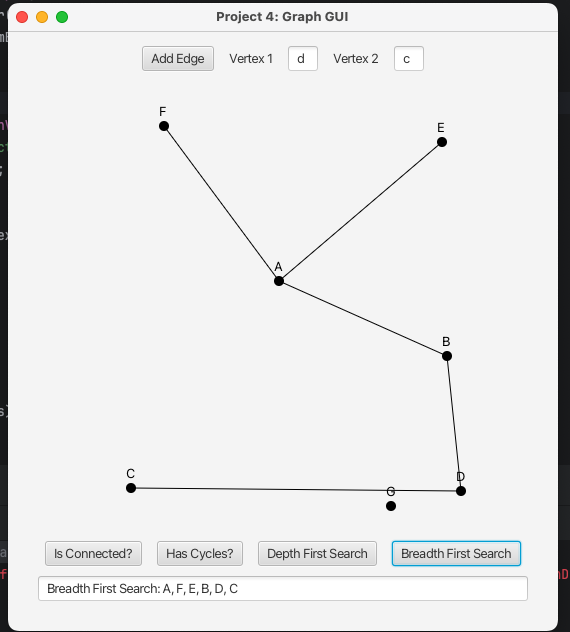 Project 4: Graph GUI
Add Edge Vertex 1 d Vertex 2 c
F
E
A
B
C
D
G
Is Connected? Has Cycles? Depth First Search Breadth First Search
Breadth First Search: A, F, E, B, D, C